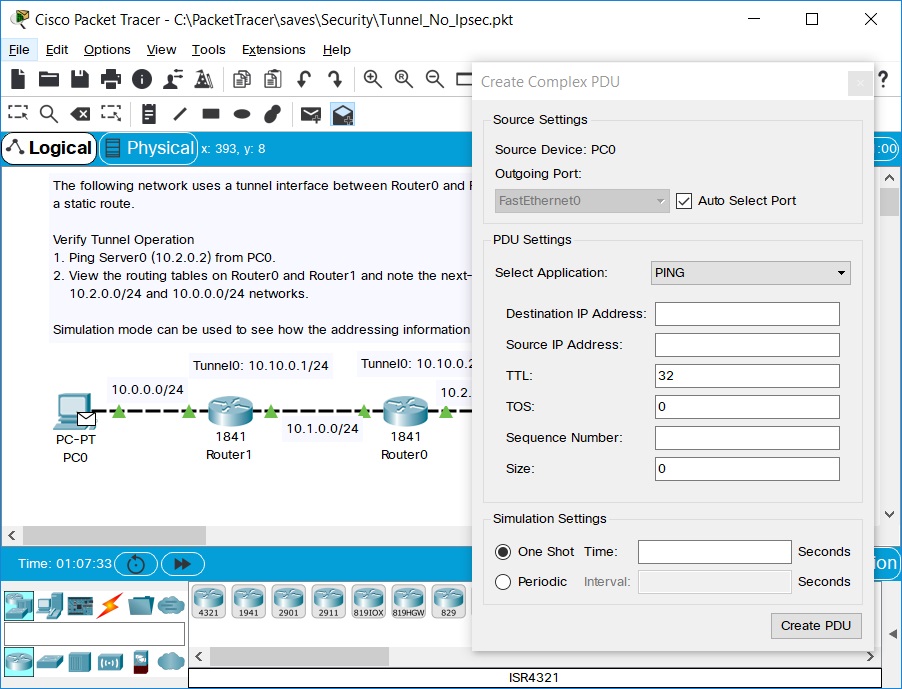 Cisco Packet Tracer - C:\PacketTracer\saves\Security\Tunnel_No_Ipsec.pkt
File Edit Options View Tools Extensions Help
Logical Physical x: 393, y: 8
:00
The following network uses a tunnel interface between Router0 and
a static route.
Verify Tunnel Operation
1. Ping Server0 (10.2.0.2) from PC0.
2. View the routing tables on Router0 and Router1 and note the next-
10.2.0.0/24 and 10.0.0.0/24 networks.
Simulation mode can be used to see how the addressing information
Tunnel0: 10.10.0.1/24
Tunnel0: 10.10.0.2
10.0.0.0/24
10.2.
10.1.0.0/24
PC-PT
PC0
1841
Router1
1841
Router0
Create Complex PDU
Source Settings
Source Device: PC0
Outgoing Port:
FastEthernet0
Auto Select Port
PDU Settings
Select Application: PING
Destination IP Address:
Source IP Address:
TTL: 32
TOS: 0
Sequence Number:
Size: 0
Simulation Settings
One Shot Time: Seconds
Periodic Interval: Seconds
Create PDU
Time: 01:07:33
ion
4321 1941 2901 2911 819IOX 819HGW 829
ISR4321